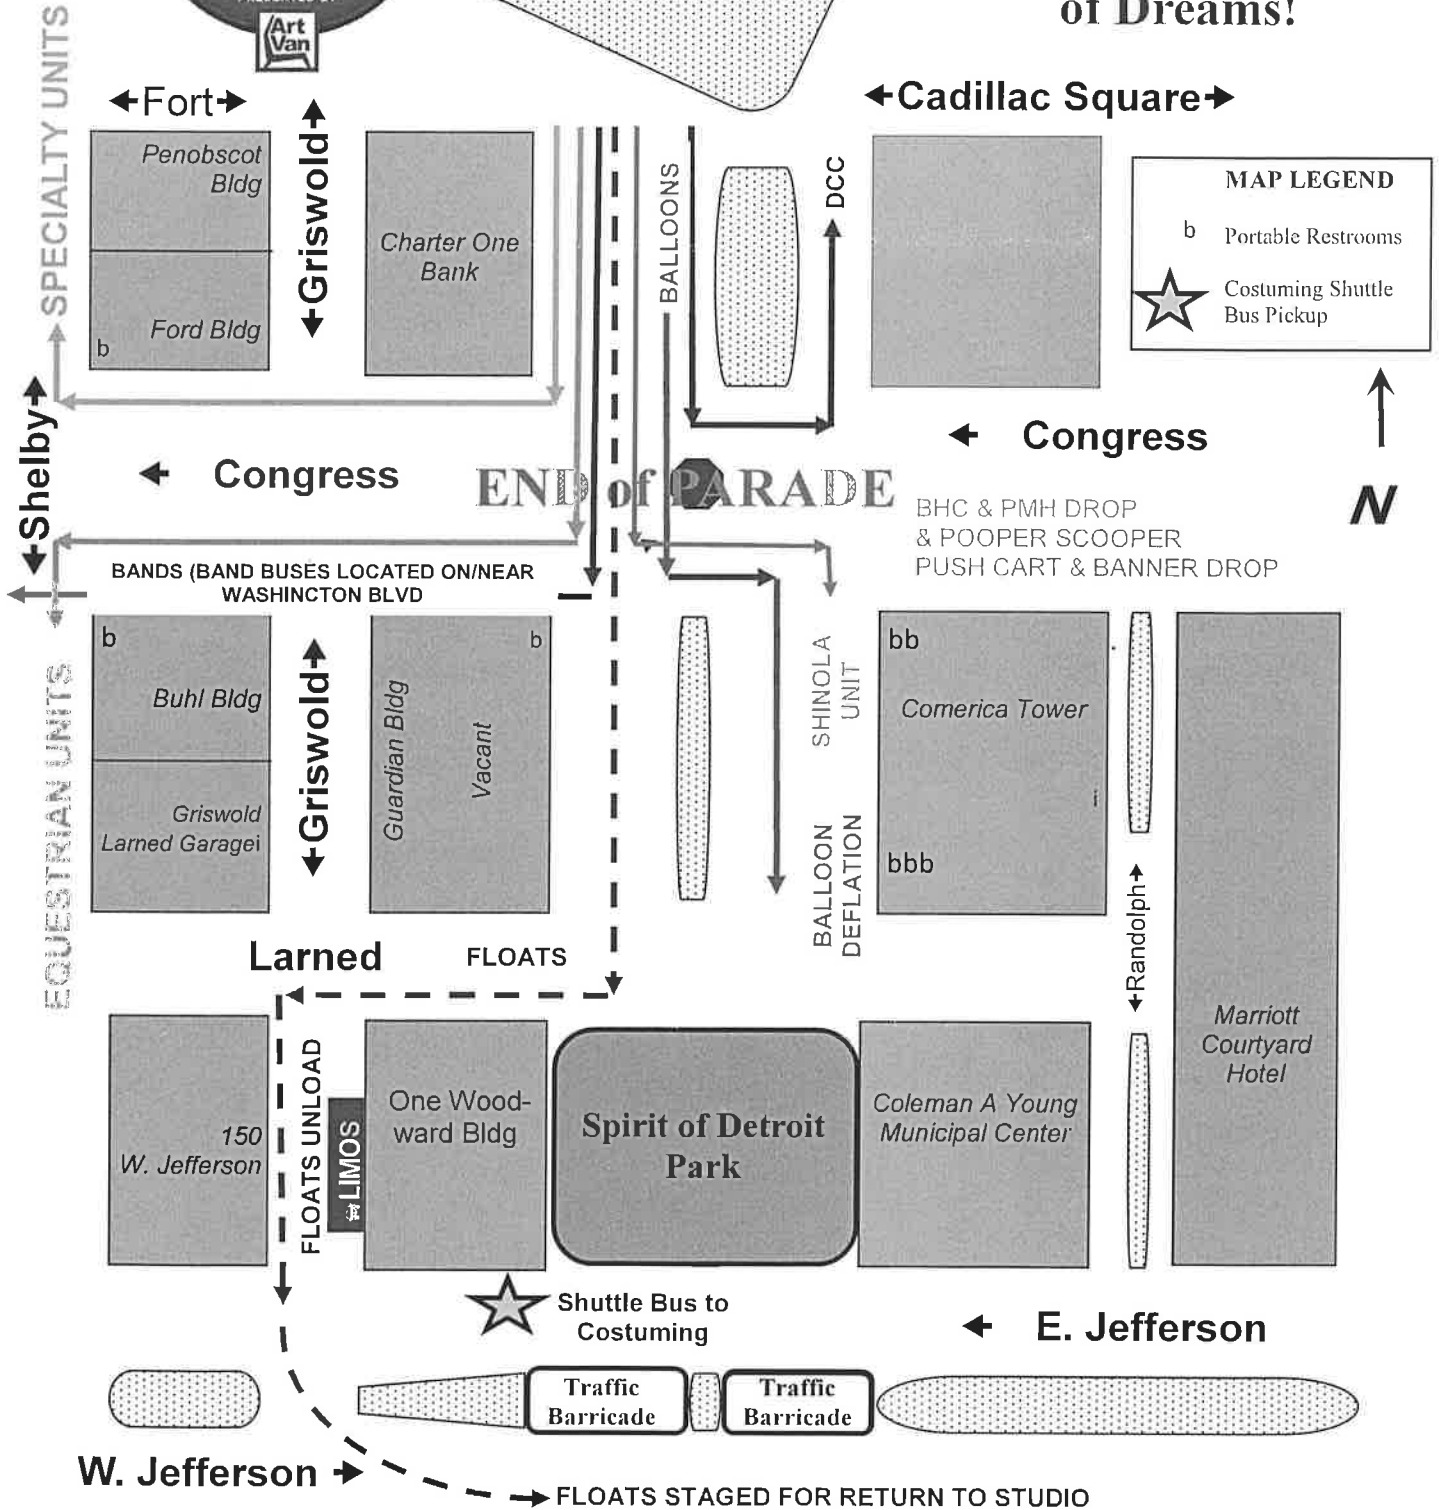 of Dreams!
Art
Van
SPECIALTY UNITS
Fort
Griswold
Cadillac Square
Penobscot
Bldg
Ford Bldg
b
Charter One
Bank
BALLOONS
DCC
MAP LEGEND
b Portable Restrooms
Costuming Shuttle
Bus Pickup
Shelby
Congress
Congress
END of PARADE
N
BHC & PMH DROP
& POOPER SCOOPER
PUSH CART & BANNER DROP
BANDS (BAND BUSES LOCATED ON/NEAR
WASHINCTON BLVD
EQUESTRIAN UNITS
b
Buhl Bldg
Griswold
Larned Garagei
Griswold
b
Guardian Bldg
Vacant
SHINOLA
UNIT
BALLOON
DEFLATION
bb
Comerica Tower
bbb
Randolph
Marriott
Courtyard
Hotel
Larned
FLOATS
150
W. Jefferson
FLOATS UNLOAD
LIMOS
One Wood-
ward Bldg
Spirit of Detroit
Park
Coleman A Young
Municipal Center
Shuttle Bus to
Costuming
E. Jefferson
Traffic
Barricade
Traffic
Barricade
W. Jefferson
FLOATS STAGED FOR RETURN TO STUDIO